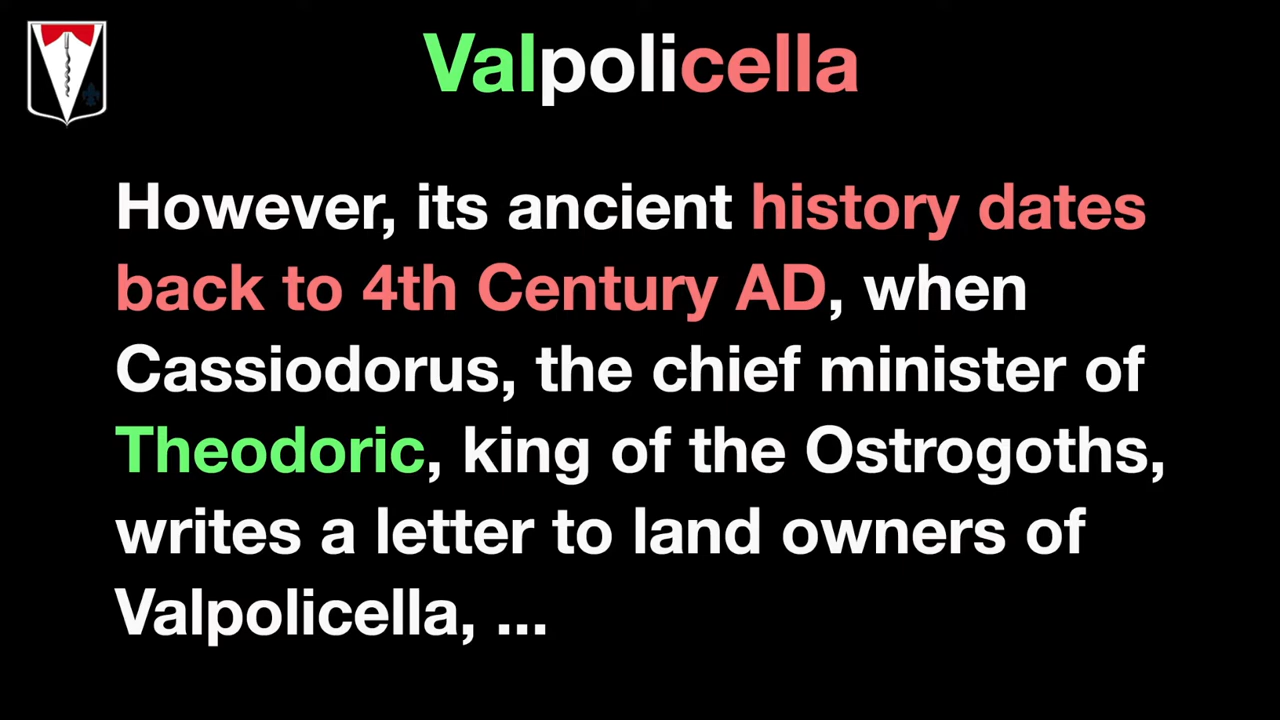 Valpolicella
However, its ancient history dates
back to 4th Century AD, when
Cassiodorus, the chief minister of
Theodoric, king of the Ostrogoths,
writes a letter to land owners of
Valpolicella, ...